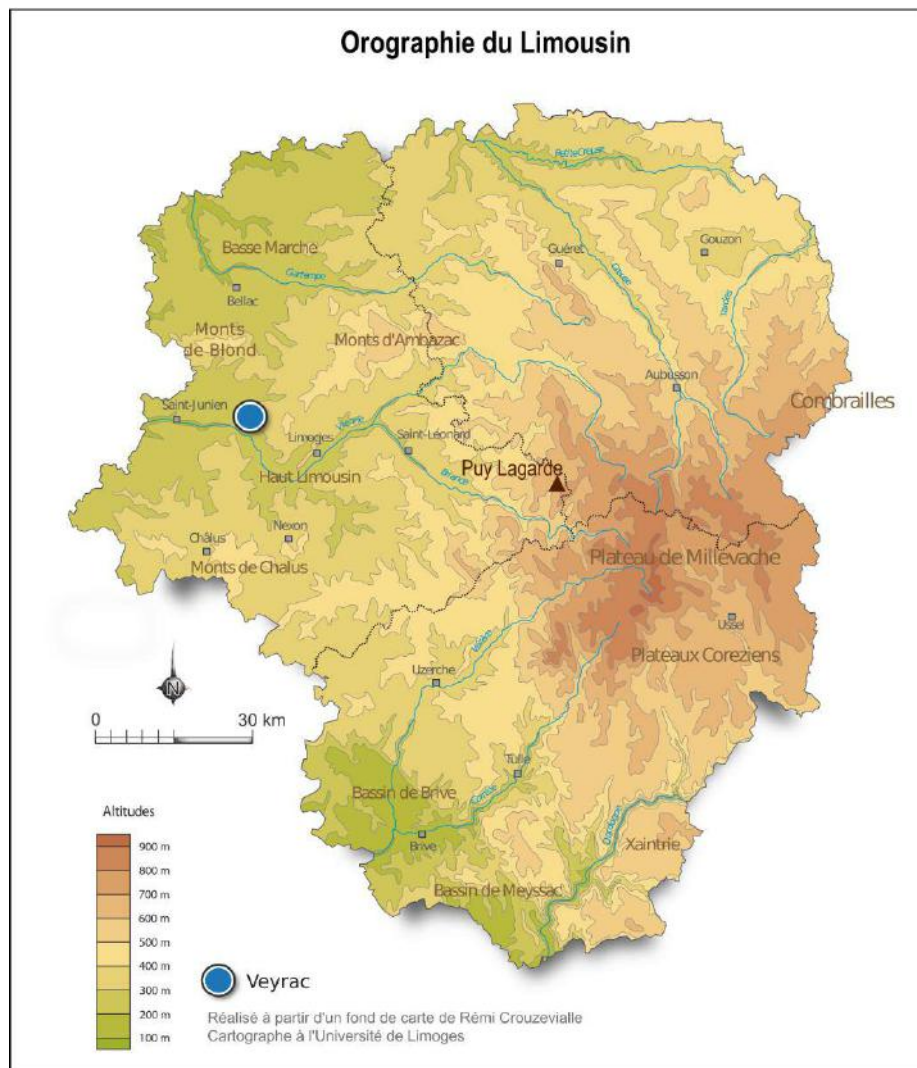 Orographie du Limousin
Petite Creuse
Basse Marche
Guéret
Gouzon
Gartempe
Creuse
Bellac
Monts
de Blond
Monts d'Ambazac
Aubusson
Combrailles
Saint-Junien
Vienne
Limoges
Saint-Léonard
Haut Limousin
Puy Lagarde
Nexon
Châlus
Monts de Chalus
Plateau de Millevache
Ussel
Plateaux Coreziens
Uzerche
N
0
30 km
Tulle
Bassin de Brive
Corrèze
Dordogne
Brive
Xaintrie
Bassin de Meyssac
Altitudes
900 m
800 m
700 m
600 m
500 m
400 m
300 m
200 m
100 m
Veyrac
Réalisé à partir d'un fond de carte de Rémi Crouzevialle
Cartographe à l'Université de Limoges